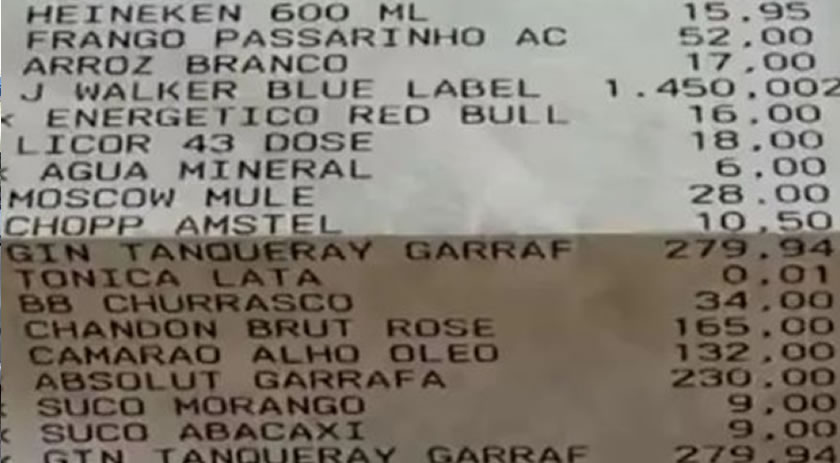 HEINEKEN 600 ML 15.95
FRANGO PASSARINHO AC 52.00
ARROZ BRANCO 17.00
J WALKER BLUE LABEL 1.450.002
< ENERGETICO RED BULL 16.00
LICOR 43 DOSE 18.00
< AGUA MINERAL 6.00
MOSCOW MULE 28.00
CHOPP AMSTEL 10.50
GIN TANQUERAY GARRAF 279.94
TONICA LATA 0.01
BB CHURRASCO 34.00
CHANDON BRUT ROSE 165.00
CAMARAO ALHO OLEO 132.00
ABSOLUT GARRAFA 230.00
< SUCO MORANGO 9.00
< SUCO ABACAXI 9.00
< GIN TANQUERAY GARRAF 279.94